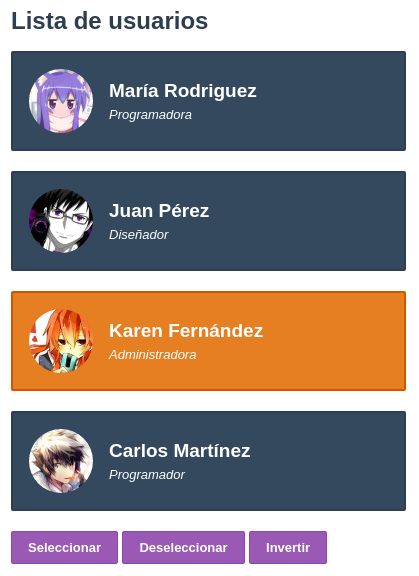 Lista de usuarios
María Rodriguez
Programadora
Juan Pérez
Diseñador
Karen Fernández
Administradora
Carlos Martínez
Programador
Seleccionar Deseleccionar Invertir